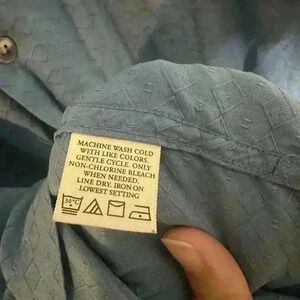 MACHINE WASH COLD
WITH LIKE COLORS.
GENTLE CYCLE. ONLY
NON-CHLORINE BLEACH
WHEN NEEDED.
LINE DRY. IRON ON
LOWEST SETTING
30°C